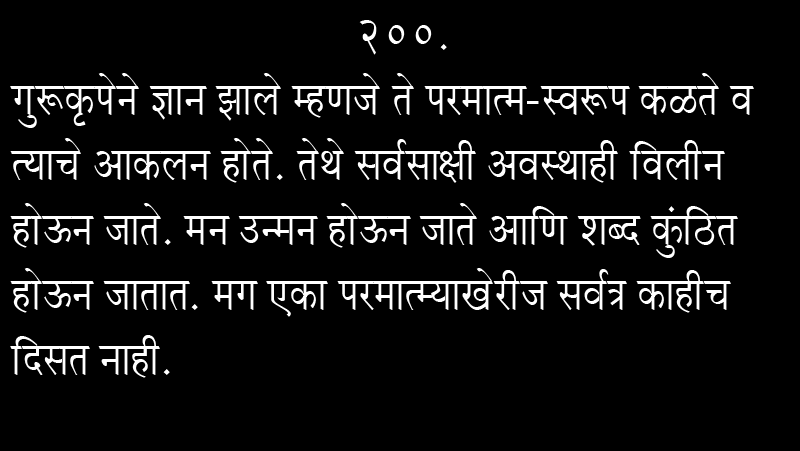 २००.
गुरूकृपेने ज्ञान झाले म्हणजे ते परमात्म-स्वरूप कळते व
त्याचे आकलन होते. तेथे सर्वसाक्षी अवस्थाही विलीन
होऊन जाते. मन उन्मन होऊन जाते आणि शब्द कुंठित
होऊन जातात. मग एका परमात्म्याखेरीज सर्वत्र काहीच
दिसत नाही.